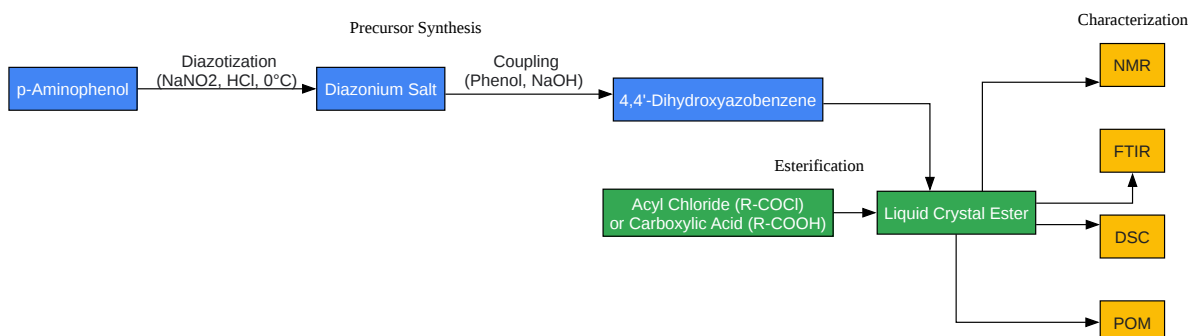 Characterization
Precursor Synthesis
Diazotization
(NaNO2, HCl, 0°C)
Coupling
(Phenol, NaOH)
p-Aminophenol
Diazonium Salt
4,4'-Dihydroxyazobenzene
NMR
FTIR
Esterification
Acyl Chloride (R-COCl)
or Carboxylic Acid (R-COOH)
Liquid Crystal Ester
DSC
POM